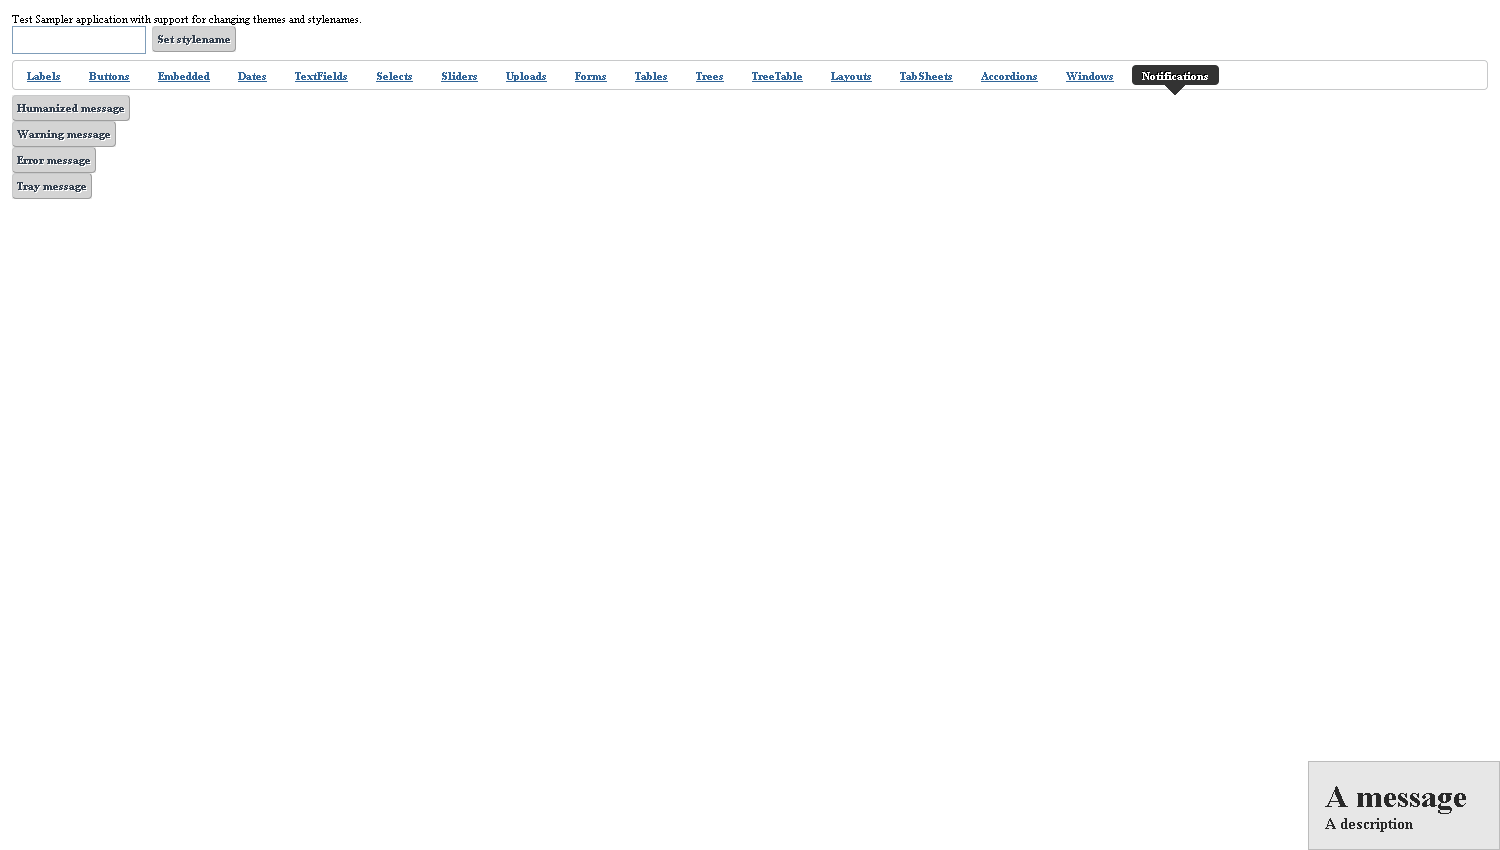 Test Sampler application with support for changing themes and stylenames.
Set stylename
Labels Buttons Embedded Dates TextFields Selects Sliders Uploads Forms Tables Trees TreeTable Layouts TabSheets Accordions Windows Notifications
Humanized message
Warning message
Error message
Tray message
A message
A description